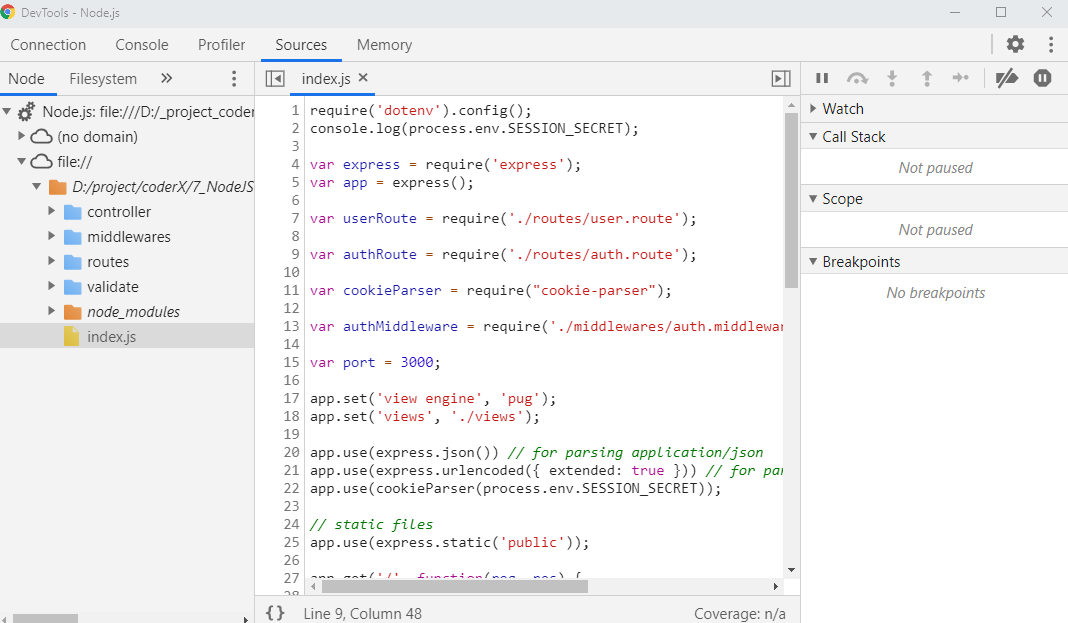 DevTools - Node.js
Connection Console Profiler Sources Memory
Node Filesystem »
index.js ×
Node.js: file:///D:/_project_coder
(no domain)
file://
D:/project/coderX/7_NodeJS
controller
middlewares
routes
validate
node_modules
index.js
1 require('dotenv').config();
2 console.log(process.env.SESSION_SECRET);
3
4 var express = require('express');
5 var app = express();
6
7 var userRoute = require('./routes/user.route');
8
9 var authRoute = require('./routes/auth.route');
10
11 var cookieParser = require("cookie-parser");
12
13 var authMiddleware = require('./middlewares/auth.middlewar
14
15 var port = 3000;
16
17 app.set('view engine', 'pug');
18 app.set('views', './views');
19
20 app.use(express.json()) // for parsing application/json
21 app.use(express.urlencoded({ extended: true })) // for par
22 app.use(cookieParser(process.env.SESSION_SECRET));
23
24 // static files
25 app.use(express.static('public'));
26
27 app.get('/', function(req, res) {
28
{} Line 9, Column 48 Coverage: n/a
Watch
Call Stack
Not paused
Scope
Not paused
Breakpoints
No breakpoints